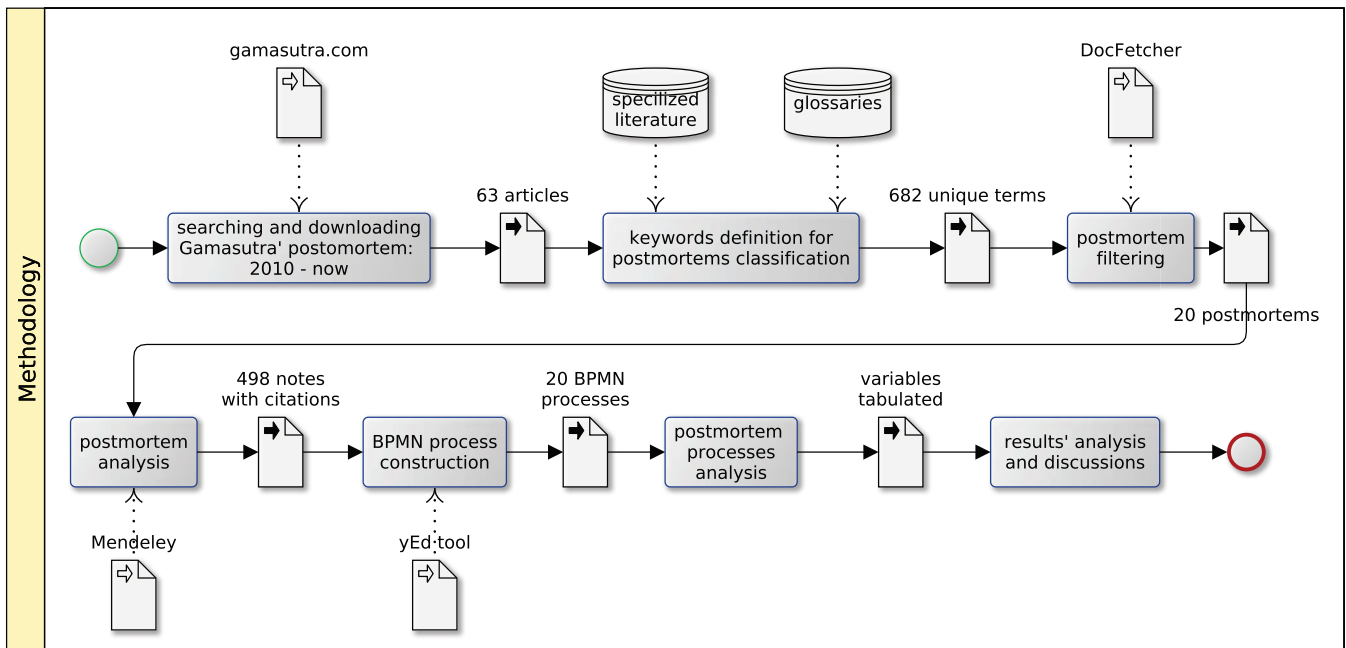 Methodology
gamasutra.com
specilized
literature
glossaries
DocFetcher
63 articles
682 unique terms
searching and downloading
Gamasutra' postomortem:
2010 - now
keywords definition for
postmortems classification
postmortem
filtering
20 postmortems
498 notes
with citations
20 BPMN
processes
variables
tabulated
postmortem
analysis
BPMN process
construction
postmortem
processes
analysis
results' analysis
and discussions
Mendeley
yEd tool